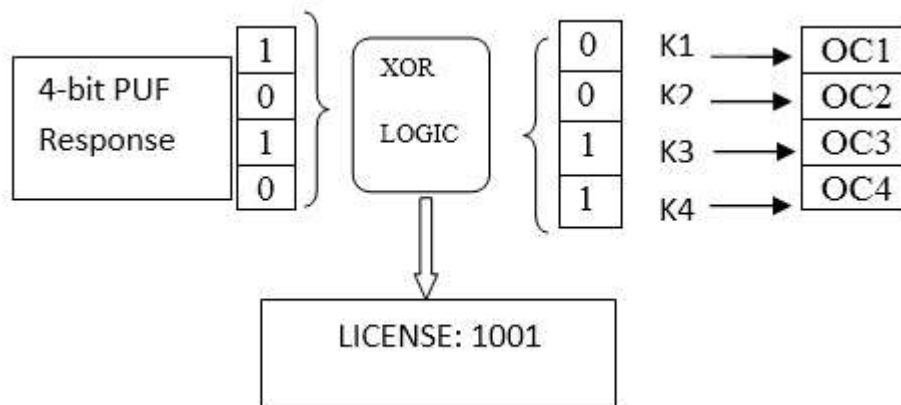 4-bit PUF
Response
1
0
1
0
XOR
LOGIC
0
0
1
1
K1
K2
K3
K4
OC1
OC2
OC3
OC4
LICENSE: 1001